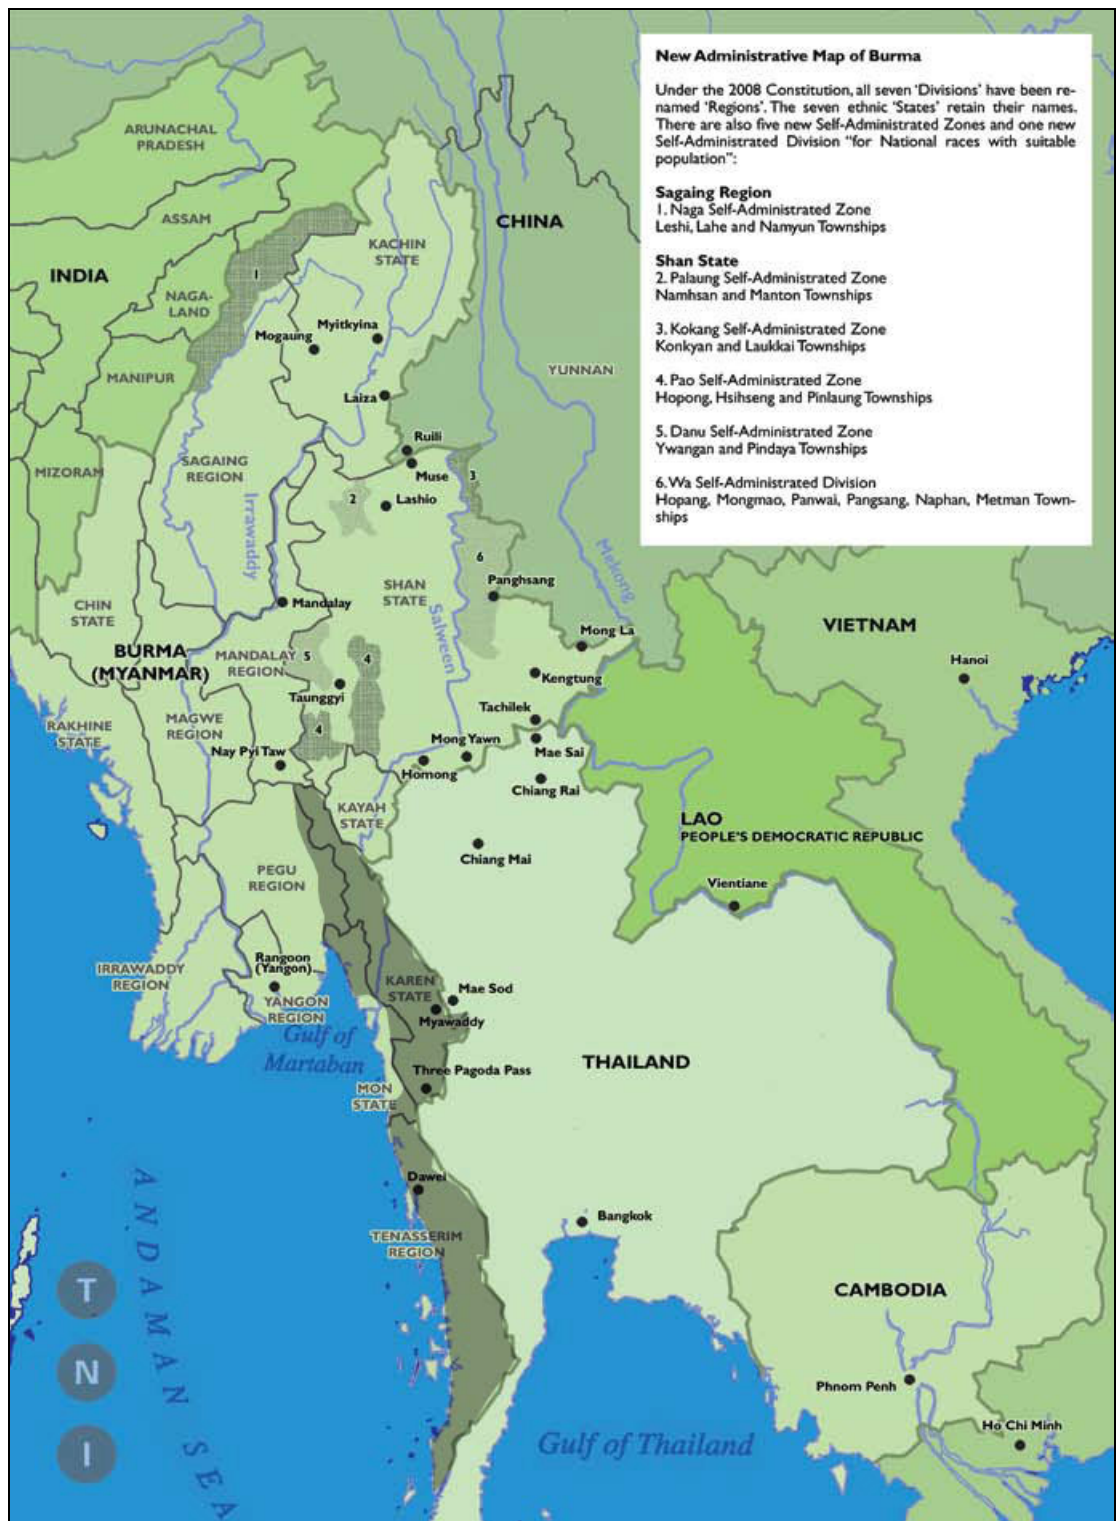 New Administrative Map of Burma
Under the 2008 Constitution, all seven ‘Divisions’ have been re-
named ‘Regions’. The seven ethnic ‘States’ retain their names.
There are also five new Self-Administrated Zones and one new
Self-Administrated Division “for National races with suitable
population”:
Sagaing Region
1. Naga Self-Administrated Zone
Leshi, Lahe and Namyun Townships
Shan State
2. Palaung Self-Administrated Zone
Namhsan and Manton Townships
3. Kokang Self-Administrated Zone
Konkyan and Laukkai Townships
4. Pao Self-Administrated Zone
Hopong, Hsihseng and Pinlaung Townships
5. Danu Self-Administrated Zone
Ywangan and Pindaya Townships
6. Wa Self-Administrated Division
Hopang, Mongmao, Panwai, Pangsang, Naphan, Metman Town-
ships
ARUNACHAL
PRADESH
ASSAM
CHINA
KACHIN
STATE
INDIA
1
NAGA-
LAND
Myitkyina
Mogaung
MANIPUR
YUNNAN
Laiza
Ruili
Muse
MIZORAM
SAGAING
REGION
3
2
Lashio
Irrawaddy
6
Mekong
Panghsang
SHAN
STATE
Salween
CHIN
STATE
Mandalay
Mong La
VIETNAM
BURMA
(MYANMAR)
MANDALAY
REGION
5
4
Hanoi
Kengtung
Taunggyi
Tachilek
RAKHINE
STATE
MAGWE
REGION
4
Nay Pyi Taw
Mong Yawn
Mae Sai
Homong
Chiang Rai
KAYAH
STATE
LAO
PEOPLE'S DEMOCRATIC REPUBLIC
Chiang Mai
PEGU
REGION
Vientiane
Rangoon
(Yangon)
IRRAWADDY
REGION
KAREN
STATE
Mae Sod
YANGON
REGION
Myawaddy
Gulf of
Martaban
THAILAND
Three Pagoda Pass
MON
STATE
Dawei
Bangkok
TENASSERIM
REGION
ANDAMAN SEA
T
N
I
CAMBODIA
Phnom Penh
Ho Chi Minh
Gulf of Thailand